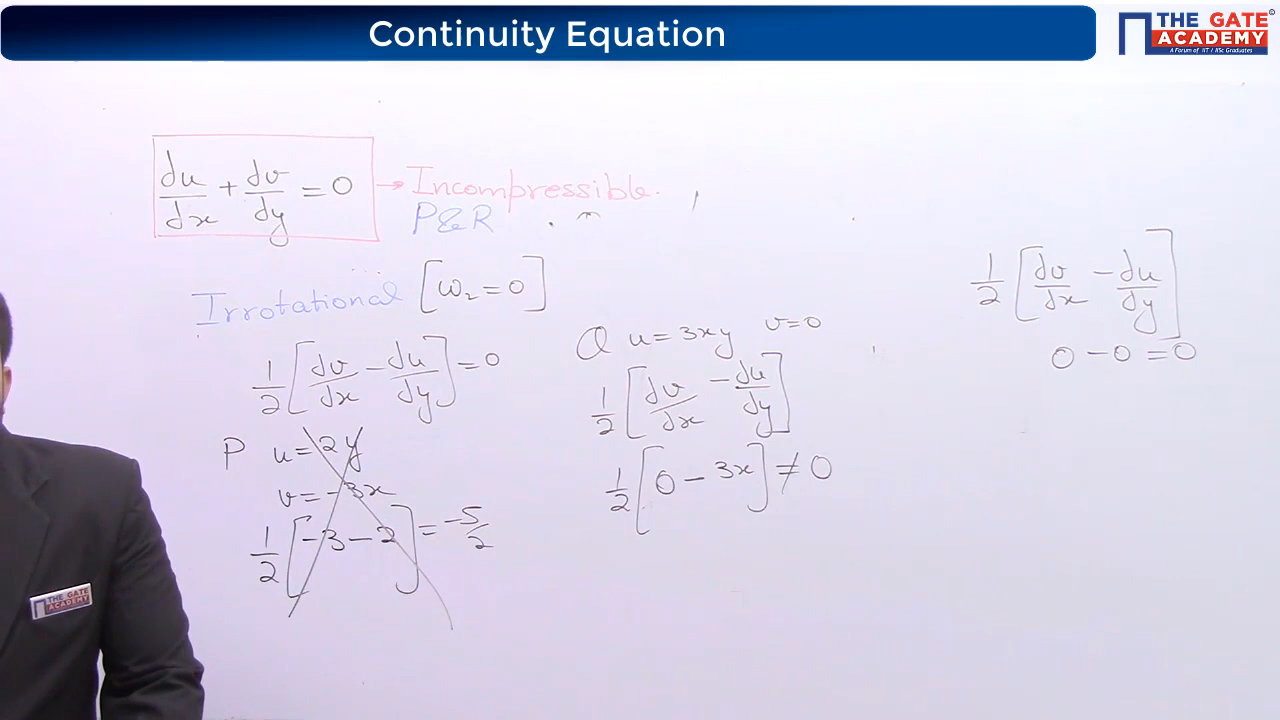 Continuity Equation
THE GATE ACADEMY
A Forum of IIT / IISc Graduates
du/dx + dv/dy = 0 → Incompressible.
P & R
Irrotational [ω₂ = 0]
1/2 [dv/dx − du/dy] = 0
P u = 2y
v = −3x
1/2 [−3 − 2] = −5/2
Q u = 3xy v = 0
1/2 [dv/dx − du/dy]
1/2 [0 − 3x] ≠ 0
1/2 [dv/dx − du/dy]
0 − 0 = 0
THE GATE
ACADEMY